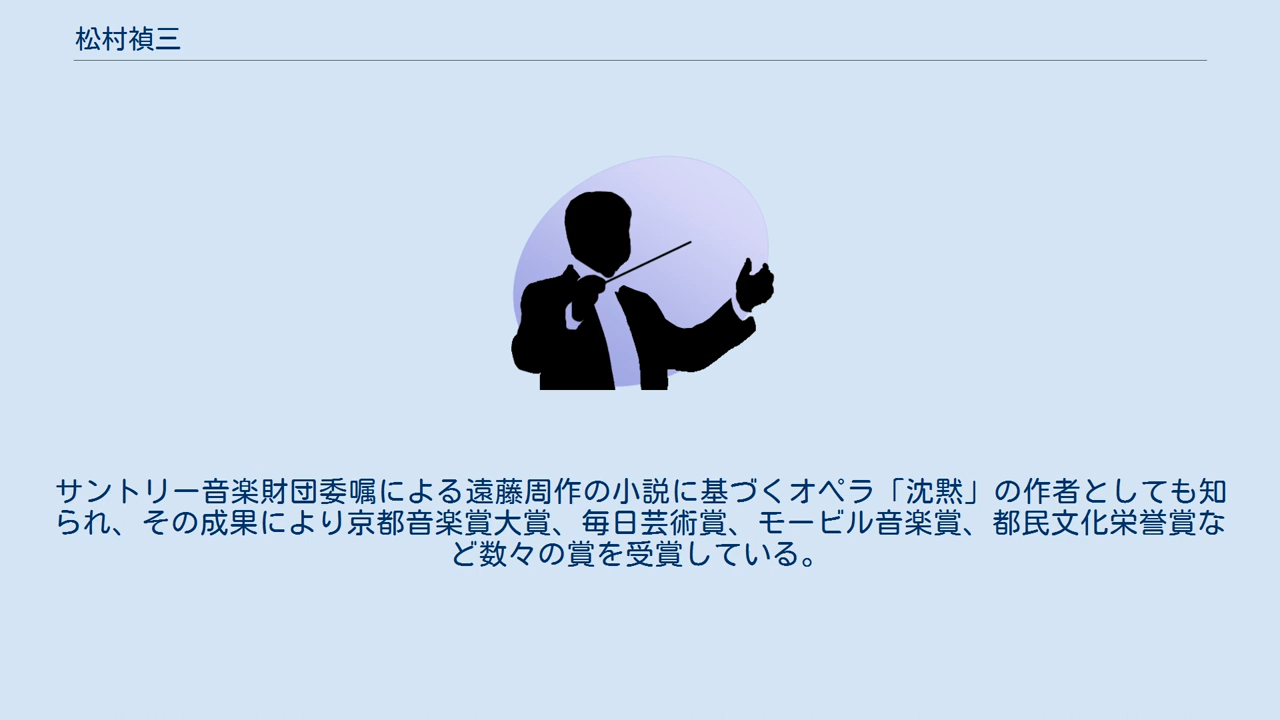 松村禎三
サントリー音楽財団委嘱による遠藤周作の小説に基づくオペラ「沈黙」の作者としても知
られ、その成果により京都音楽賞大賞、毎日芸術賞、モービル音楽賞、都民文化栄誉賞な
ど数々の賞を受賞している。